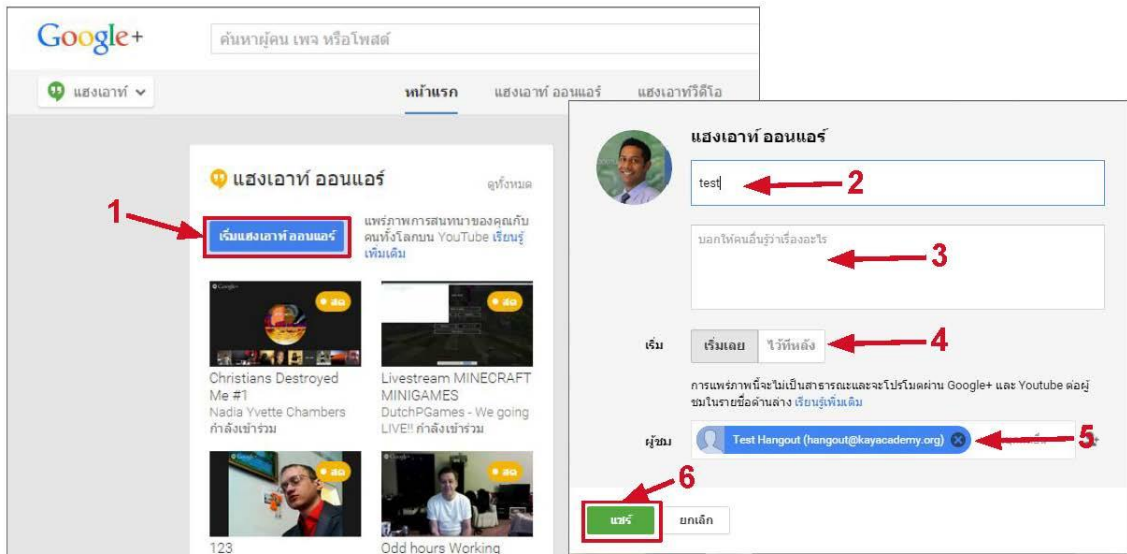 Google+
ค้นหาผู้คน เพจ หรือโพสต์
แฮงเอาท์
หน้าแรก
แฮงเอาท์ ออนแอร์
แฮงเอาท์วิดีโอ
แฮงเอาท์ ออนแอร์
ดูทั้งหมด
1
เริ่มแฮงเอาท์ออนแอร์
แพร่ภาพการสนทนาของคุณกับ
คนทั้งโลกบน YouTube เรียนรู้
เพิ่มเติม
Google+
สด
สด
Christians Destroyed
Me #1
Nadia Yvette Chambers
กำลังเข้าร่วม
Livestream MINECRAFT
MINIGAMES
DutchPGames - We going
LIVE!! กำลังเข้าร่วม
Google+
สด
Google+
สด
123
Odd hours Working
แฮงเอาท์ ออนแอร์
test
2
บอกให้คนอื่นรู้ว่าเรื่องอะไร
3
เริ่ม
เริ่มเลย
ไว้ทีหลัง
4
การแพร่ภาพนี้จะไม่เป็นสาธารณะและจะโปรโมตผ่าน Google+ และ Youtube ต่อผู้
ชมในรายชื่อด้านล่าง เรียนรู้เพิ่มเติม
ผู้ชม
Test Hangout (hangout@kayacademy.org)
5
6
แชร์
ยกเลิก